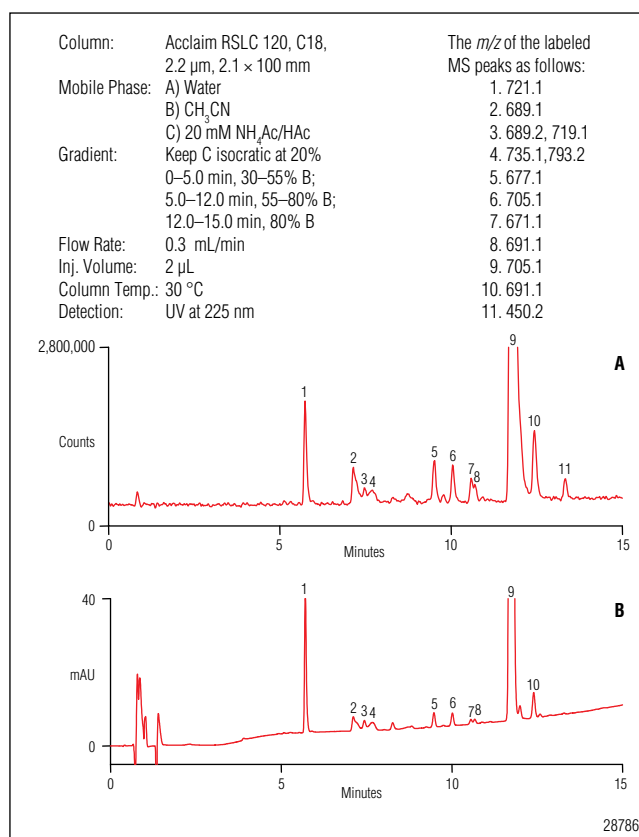 Column: Acclaim RSLC 120, C18,
2.2 µm, 2.1 × 100 mm
Mobile Phase: A) Water
B) CH3CN
C) 20 mM NH4Ac/HAc
Gradient: Keep C isocratic at 20%
0–5.0 min, 30–55% B;
5.0–12.0 min, 55–80% B;
12.0–15.0 min, 80% B
Flow Rate: 0.3 mL/min
Inj. Volume: 2 µL
Column Temp.: 30 °C
Detection: UV at 225 nm
The m/z of the labeled
MS peaks as follows:
1. 721.1
2. 689.1
3. 689.2, 719.1
4. 735.1,793.2
5. 677.1
6. 705.1
7. 671.1
8. 691.1
9. 705.1
10. 691.1
11. 450.2
2,800,000
A
Counts
1
2
3
4
5
6
7
8
9
10
11
0
0 5 10 15
Minutes
40
B
mAU
1
2
3
4
5
6
7
8
9
10
0
0 5 10 15
Minutes
28786